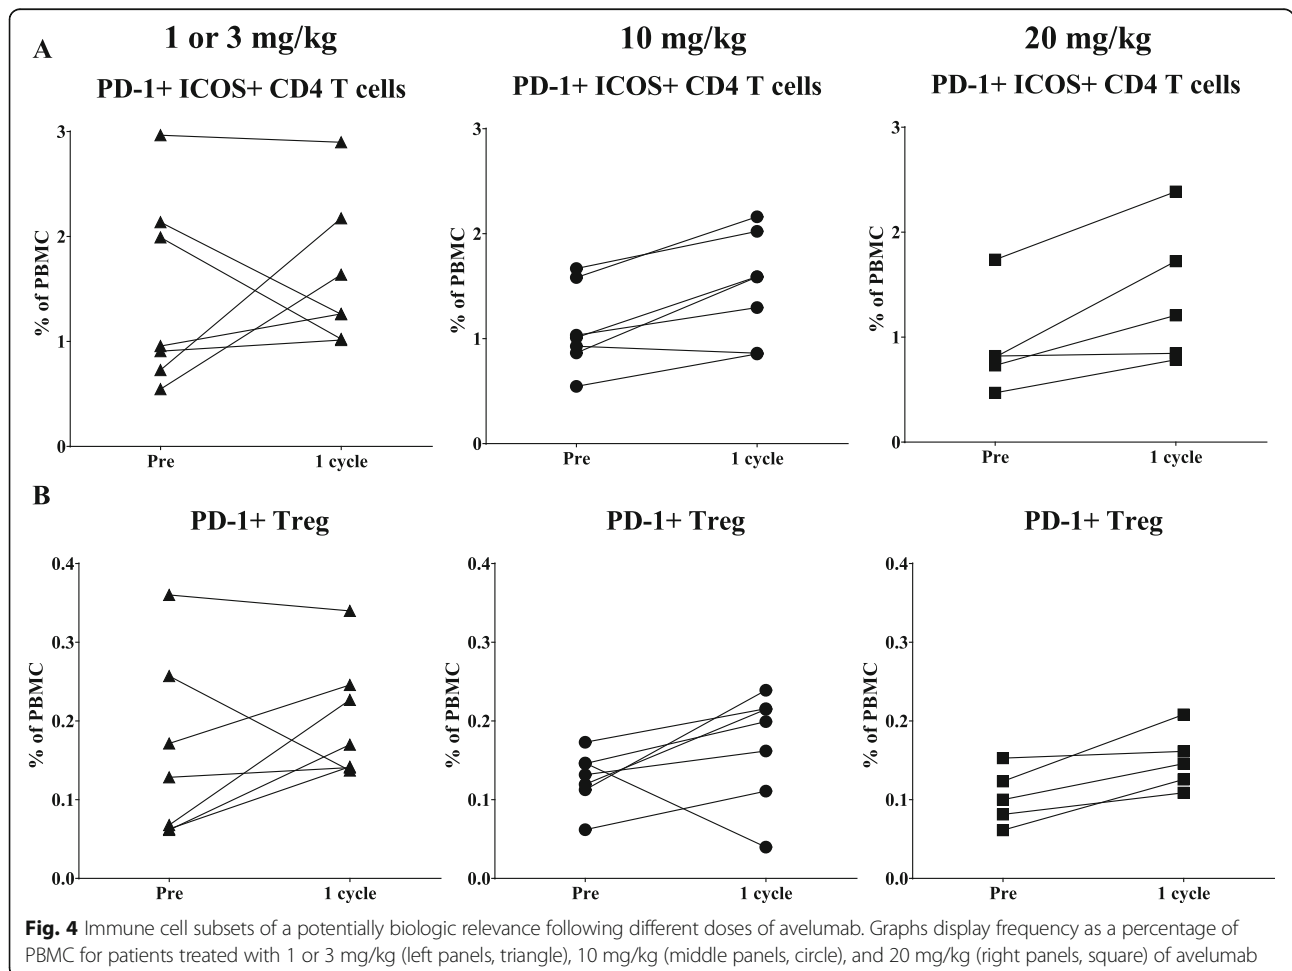 A
1 or 3 mg/kg
10 mg/kg
20 mg/kg
PD-1+ ICOS+ CD4 T cells
PD-1+ ICOS+ CD4 T cells
PD-1+ ICOS+ CD4 T cells
3
2
1
0
% of PBMC
Pre
1 cycle
3
2
1
0
% of PBMC
Pre
1 cycle
3
2
1
0
% of PBMC
Pre
1 cycle
B
PD-1+ Treg
PD-1+ Treg
PD-1+ Treg
0.4
0.3
0.2
0.1
0.0
% of PBMC
Pre
1 cycle
0.4
0.3
0.2
0.1
0.0
% of PBMC
Pre
1 cycle
0.4
0.3
0.2
0.1
0.0
% of PBMC
Pre
1 cycle
Fig. 4 Immune cell subsets of a potentially biologic relevance following different doses of avelumab. Graphs display frequency as a percentage of
PBMC for patients treated with 1 or 3 mg/kg (left panels, triangle), 10 mg/kg (middle panels, circle), and 20 mg/kg (right panels, square) of avelumab